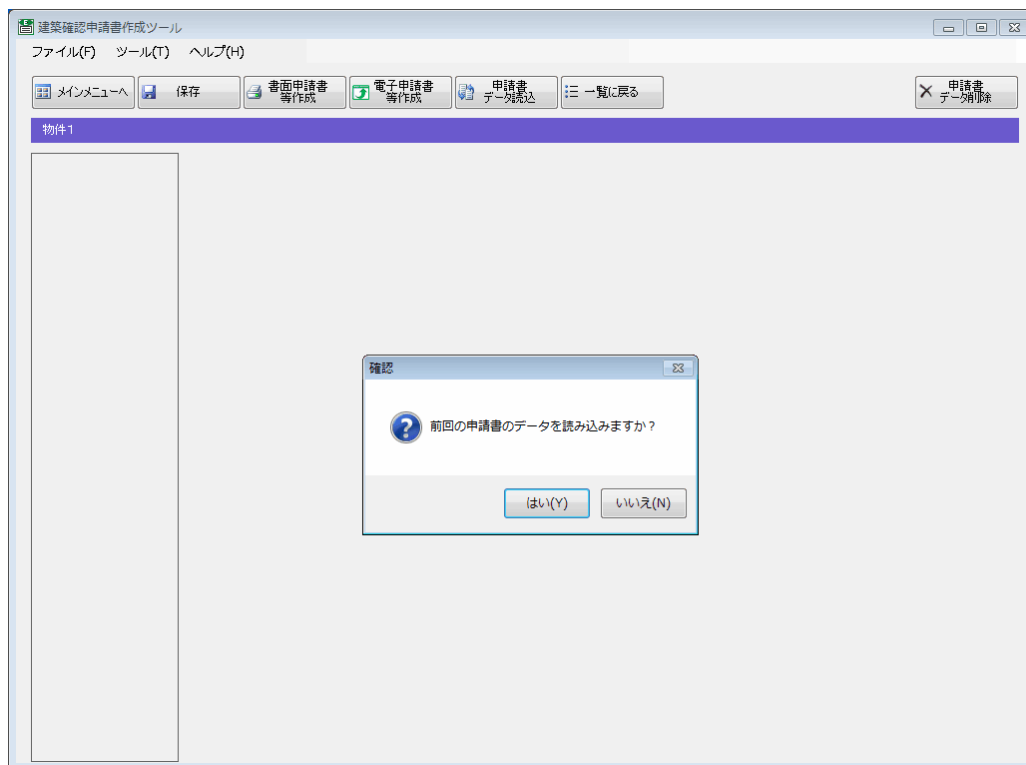 建築確認申請書作成ツール
ファイル(F) ツール(T) ヘルプ(H)
メインメニューへ
保存
書面申請書
等作成
電子申請書
等作成
申請書
データ読込
一覧に戻る
申請書
データ削除
物件1
確認
前回の申請書のデータを読み込みますか？
はい(Y)
いいえ(N)